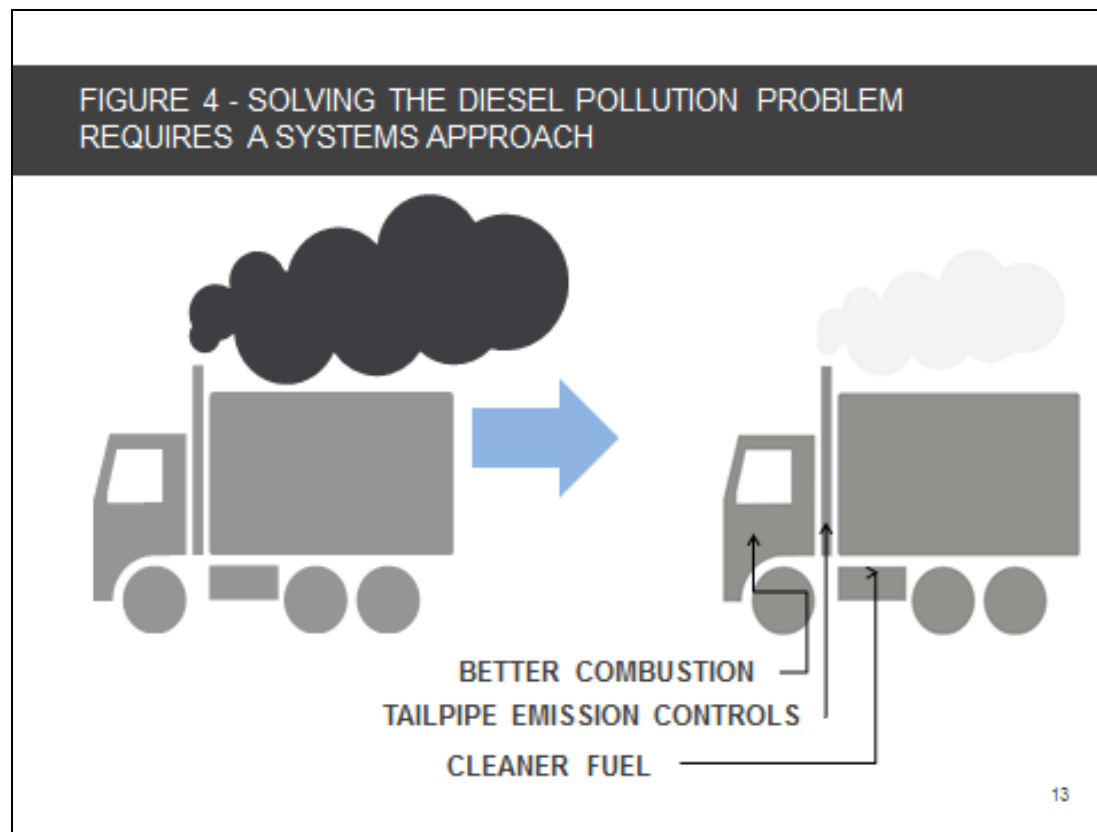 FIGURE 4 - SOLVING THE DIESEL POLLUTION PROBLEM
REQUIRES A SYSTEMS APPROACH
BETTER COMBUSTION
TAILPIPE EMISSION CONTROLS
CLEANER FUEL
13